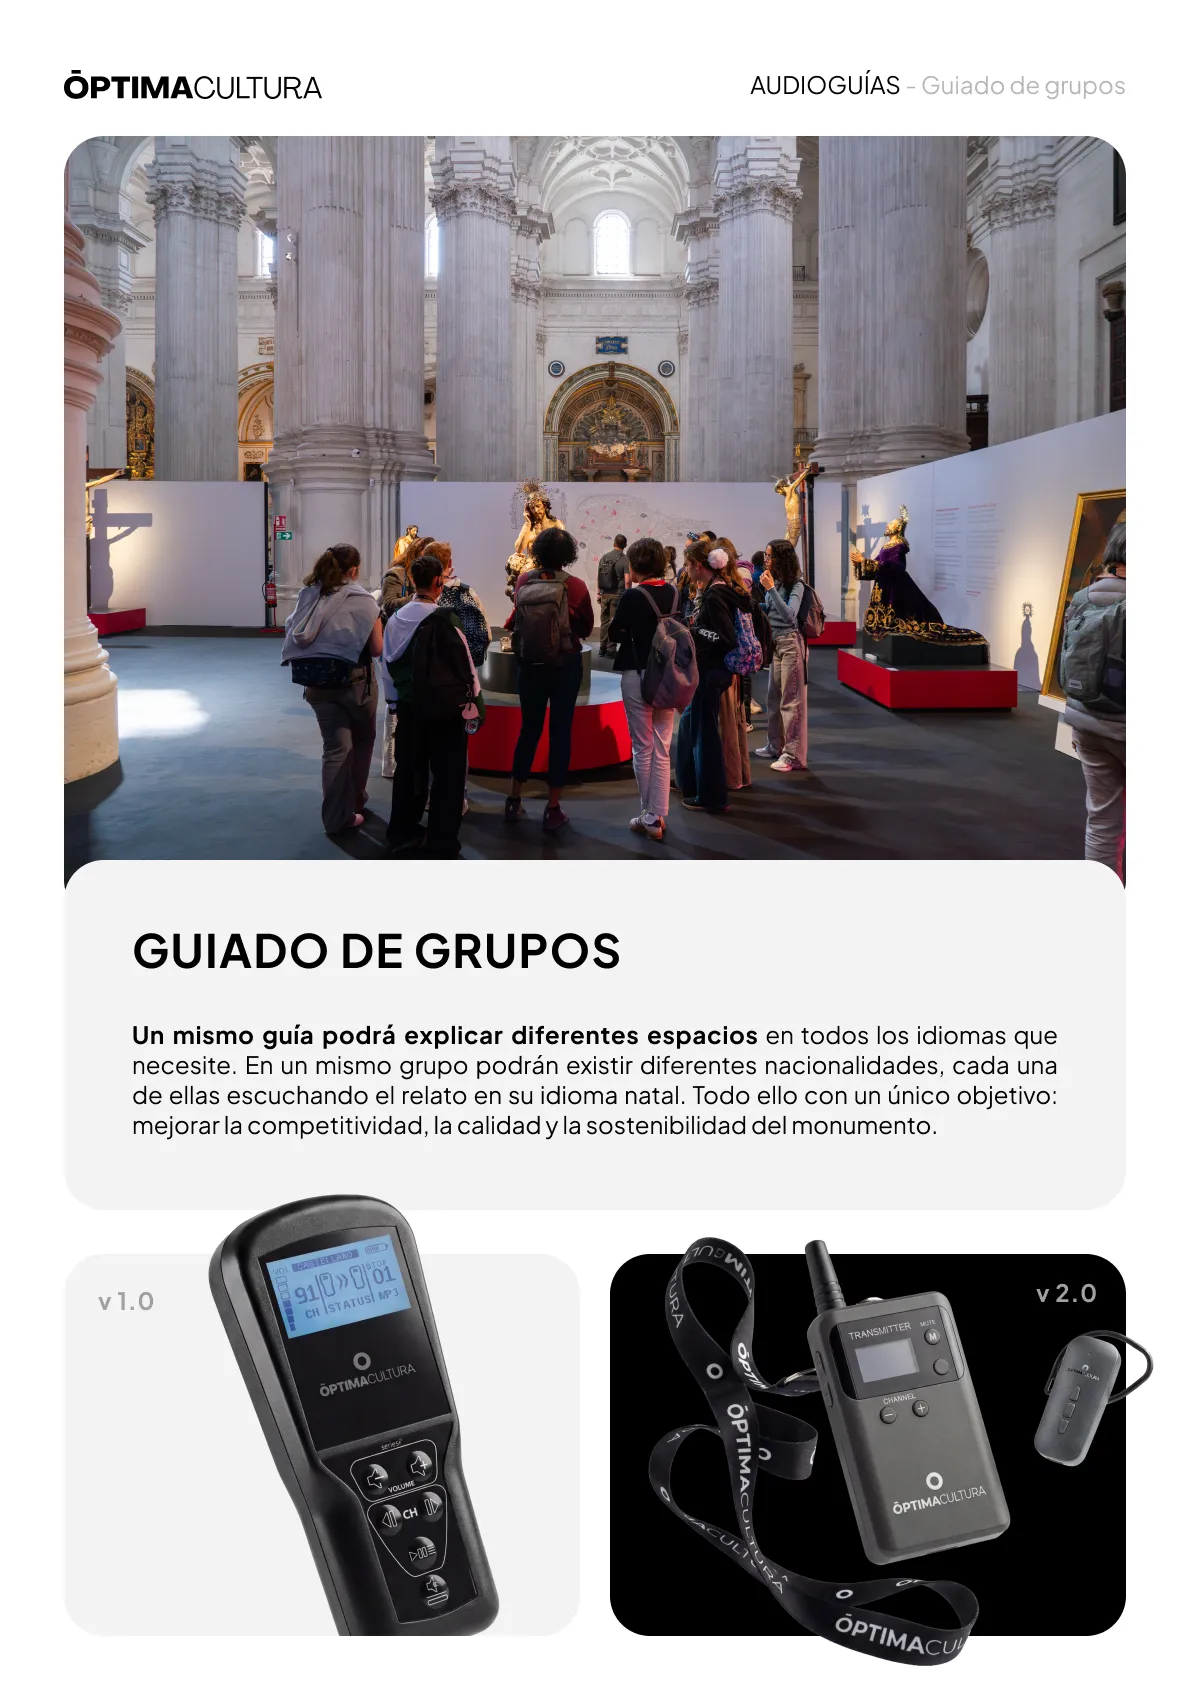 ŌPTIMACULTURA
AUDIOGUÍAS - Guiado de grupos
GUIADO DE GRUPOS
Un mismo guía podrá explicar diferentes espacios en todos los idiomas que
necesite. En un mismo grupo podrán existir diferentes nacionalidades, cada una
de ellas escuchando el relato en su idioma natal. Todo ello con un único objetivo:
mejorar la competitividad, la calidad y la sostenibilidad del monumento.
v 1.0
VOL CASTELLANO
STOP
91 01
CH STATUS MP3
ŌPTIMACULTURA
VOLUME
CH
v 2.0
TRANSMITTER
MUTE
M
CHANNEL
ŌPTIMACULTURA
ŌPTIMACULTURA
ŌPTIMACUL